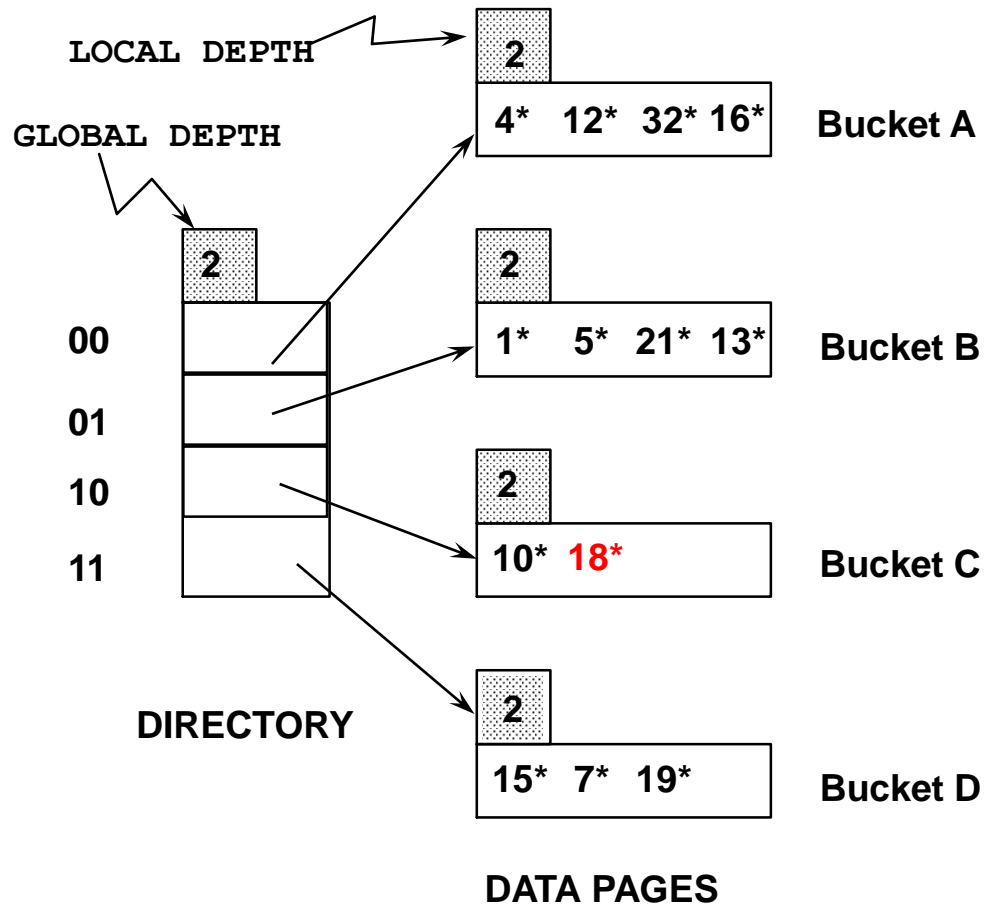 LOCAL DEPTH
2
4* 12* 32* 16*
Bucket A
GLOBAL DEPTH
2
2
1* 5* 21* 13*
Bucket B
00
01
10
11
2
10* 18*
Bucket C
2
15* 7* 19*
Bucket D
DIRECTORY
DATA PAGES